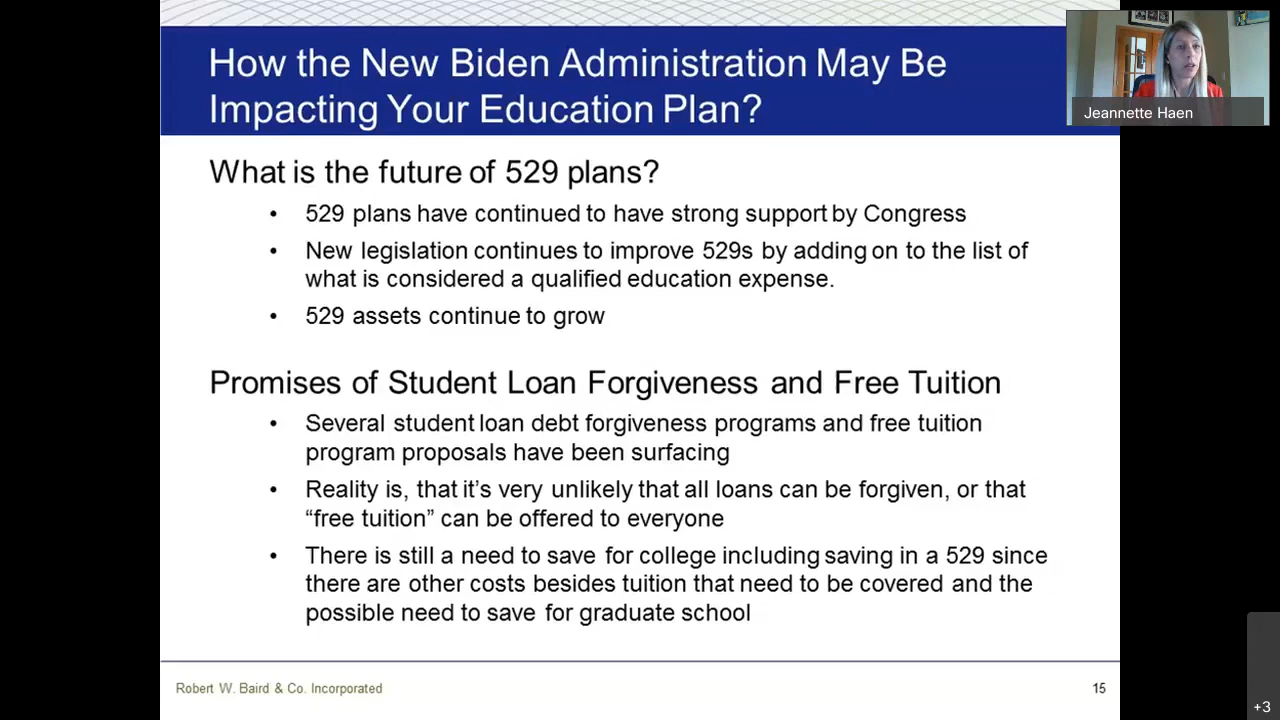 How the New Biden Administration May Be
Impacting Your Education Plan?
Jeannette Haen
What is the future of 529 plans?
• 529 plans have continued to have strong support by Congress
• New legislation continues to improve 529s by adding on to the list of
what is considered a qualified education expense.
• 529 assets continue to grow
Promises of Student Loan Forgiveness and Free Tuition
• Several student loan debt forgiveness programs and free tuition
program proposals have been surfacing
• Reality is, that it’s very unlikely that all loans can be forgiven, or that
“free tuition” can be offered to everyone
• There is still a need to save for college including saving in a 529 since
there are other costs besides tuition that need to be covered and the
possible need to save for graduate school
Robert W. Baird & Co. Incorporated
15
+3